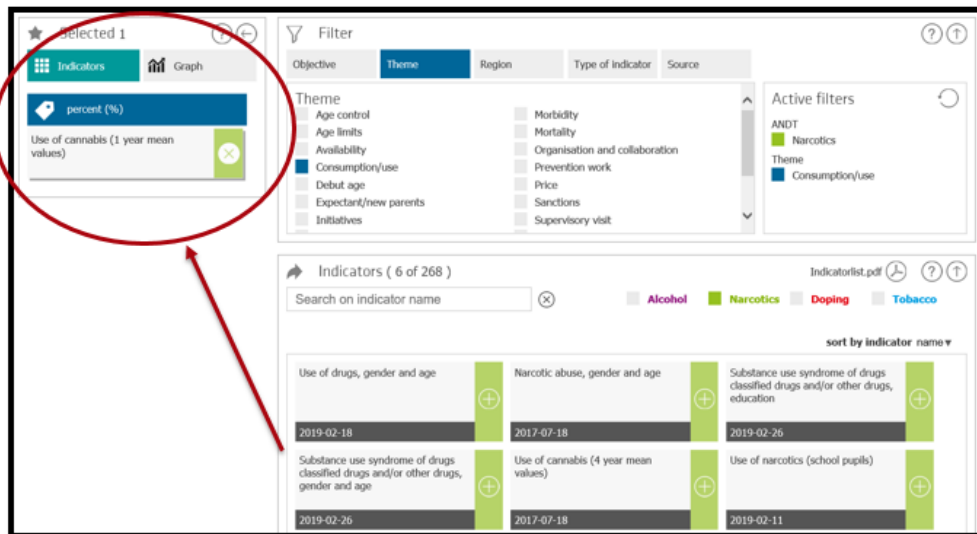 Selected 1
Indicators
Graph
percent (%)
Use of cannabis (1 year mean
values)
Filter
Objective
Theme
Region
Type of indicator
Source
Theme
Age control
Age limits
Availability
Consumption/use
Debut age
Expectant/new parents
Initiatives
Morbidity
Mortality
Organisation and collaboration
Prevention work
Price
Sanctions
Supervisory visit
Active filters
ANDT
Narcotics
Theme
Consumption/use
Indicators ( 6 of 268 )
Indicatorlist.pdf
Search on indicator name
Alcohol
Narcotics
Doping
Tobacco
sort by indicator name▾
Use of drugs, gender and age
2019-02-18
Narcotic abuse, gender and age
2017-07-18
Substance use syndrome of drugs
classified drugs and/or other drugs,
education
2019-02-26
Substance use syndrome of drugs
classified drugs and/or other drugs,
gender and age
2019-02-26
Use of cannabis (4 year mean
values)
2017-07-18
Use of narcotics (school pupils)
2019-02-11